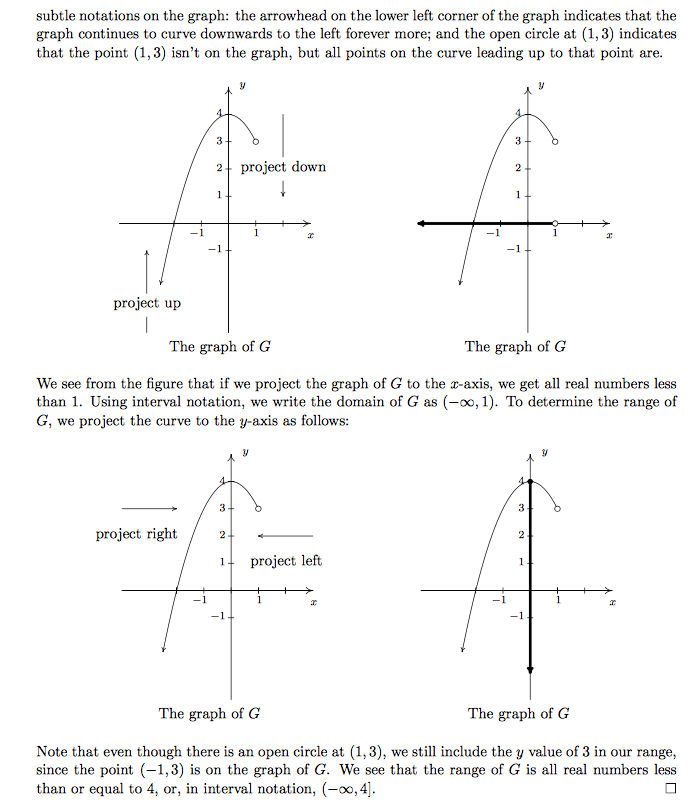 subtle notations on the graph: the arrowhead on the lower left corner of the graph indicates that the
graph continues to curve downwards to the left forever more; and the open circle at (1, 3) indicates
that the point (1, 3) isn't on the graph, but all points on the curve leading up to that point are.
y
4
3
2
1
−1
−1
1
x
project down
project up
The graph of G
y
4
3
2
1
−1
−1
1
x
The graph of G
We see from the figure that if we project the graph of G to the x-axis, we get all real numbers less
than 1. Using interval notation, we write the domain of G as (−∞, 1). To determine the range of
G, we project the curve to the y-axis as follows:
y
4
3
2
1
−1
−1
1
x
project right
project left
The graph of G
y
4
3
2
1
−1
−1
1
x
The graph of G
Note that even though there is an open circle at (1, 3), we still include the y value of 3 in our range,
since the point (−1, 3) is on the graph of G. We see that the range of G is all real numbers less
than or equal to 4, or, in interval notation, (−∞, 4]. □